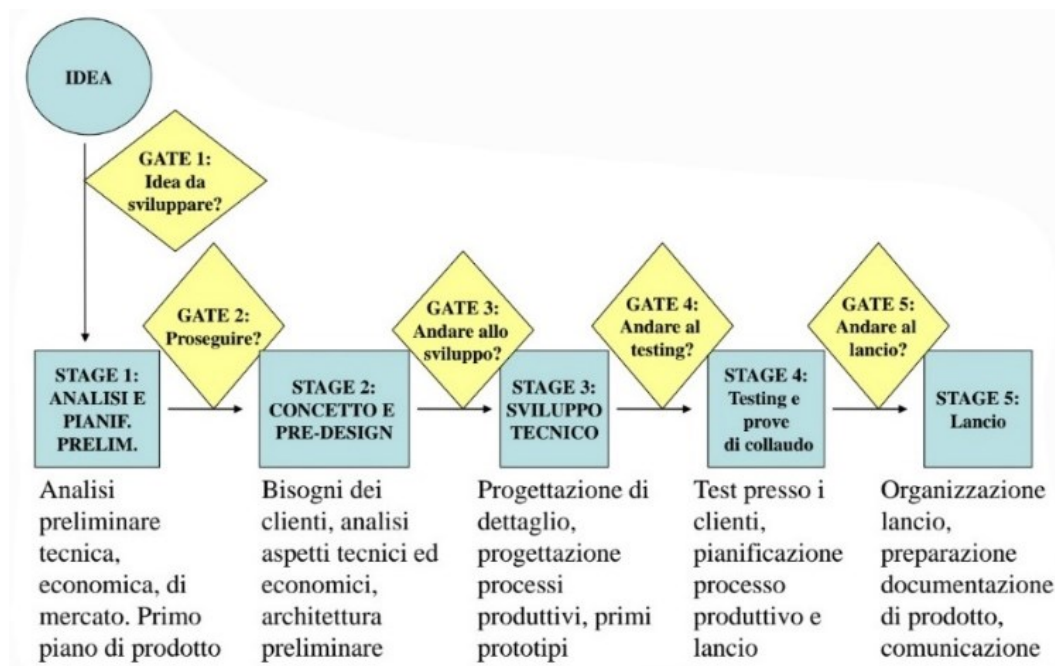 IDEA
GATE 1:
Idea da
sviluppare?
GATE 2:
Proseguire?
GATE 3:
Andare allo
sviluppo?
GATE 4:
Andare al
testing?
GATE 5:
Andare al
lancio?
STAGE 1:
ANALISI E
PIANIF.
PRELIM.
STAGE 2:
CONCETTO E
PRE-DESIGN
STAGE 3:
SVILUPPO
TECNICO
STAGE 4:
Testing e
prove
di collaudo
STAGE 5:
Lancio
Analisi
preliminare
tecnica,
economica, di
mercato. Primo
piano di prodotto
Bisogni dei
clienti, analisi
aspetti tecnici ed
economici,
architettura
preliminare
Progettazione di
dettaglio,
progettazione
processi
produttivi, primi
prototipi
Test presso i
clienti,
pianificazione
processo
produttivo e
lancio
Organizzazione
lancio,
preparazione
documentazione
di prodotto,
comunicazione